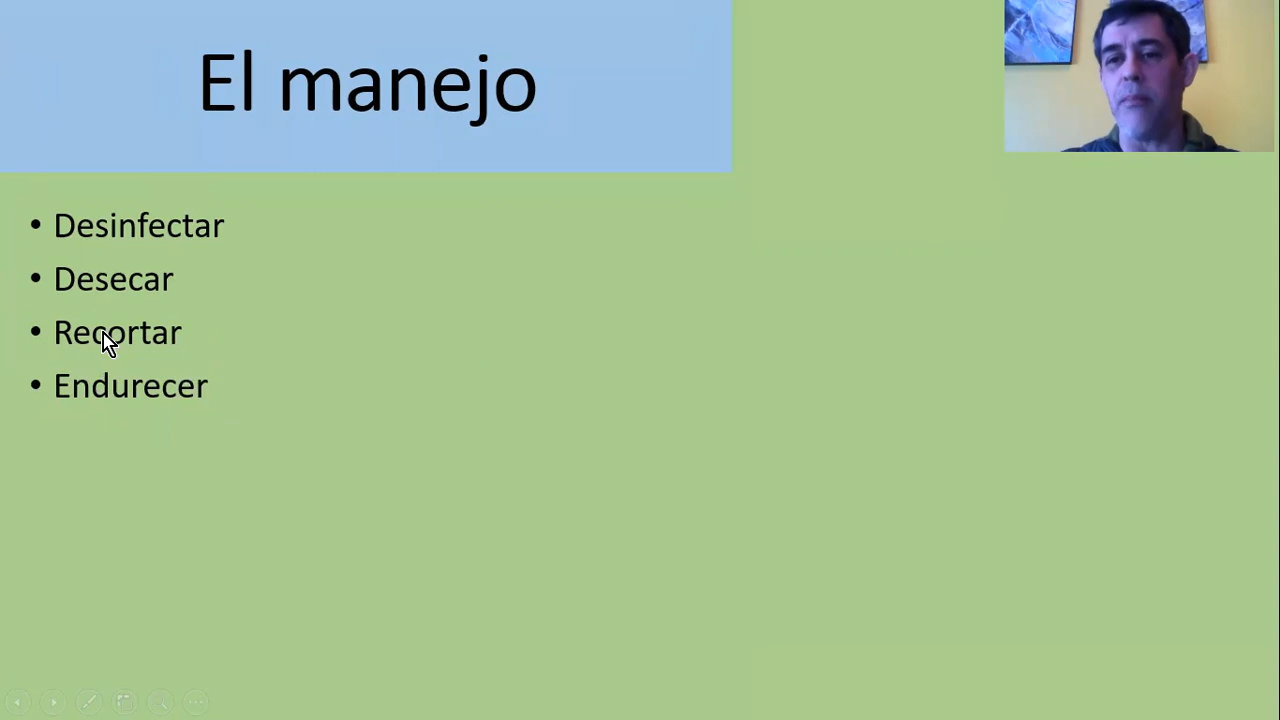 El manejo
• Desinfectar
• Desecar
• Recortar
• Endurecer